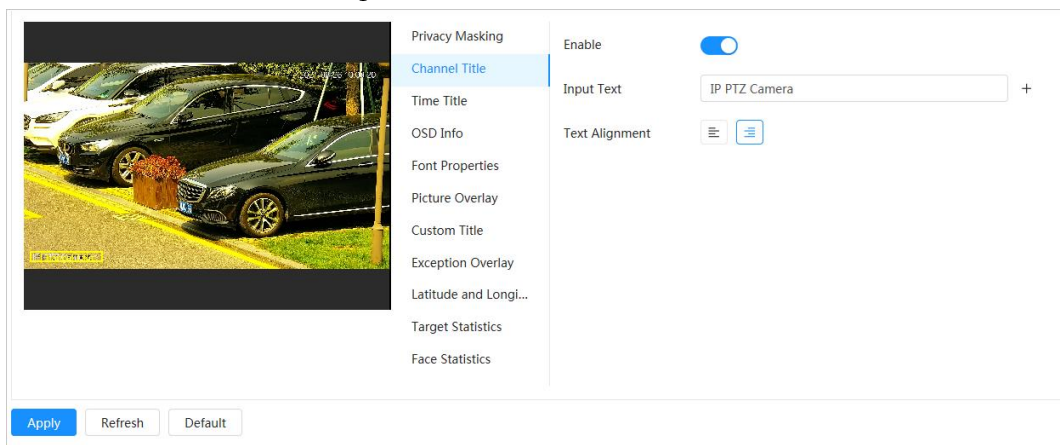 Privacy Masking
Channel Title
Time Title
OSD Info
Font Properties
Picture Overlay
Custom Title
Exception Overlay
Latitude and Longi...
Target Statistics
Face Statistics
Enable
Input Text IP PTZ Camera +
Text Alignment
Apply Refresh Default